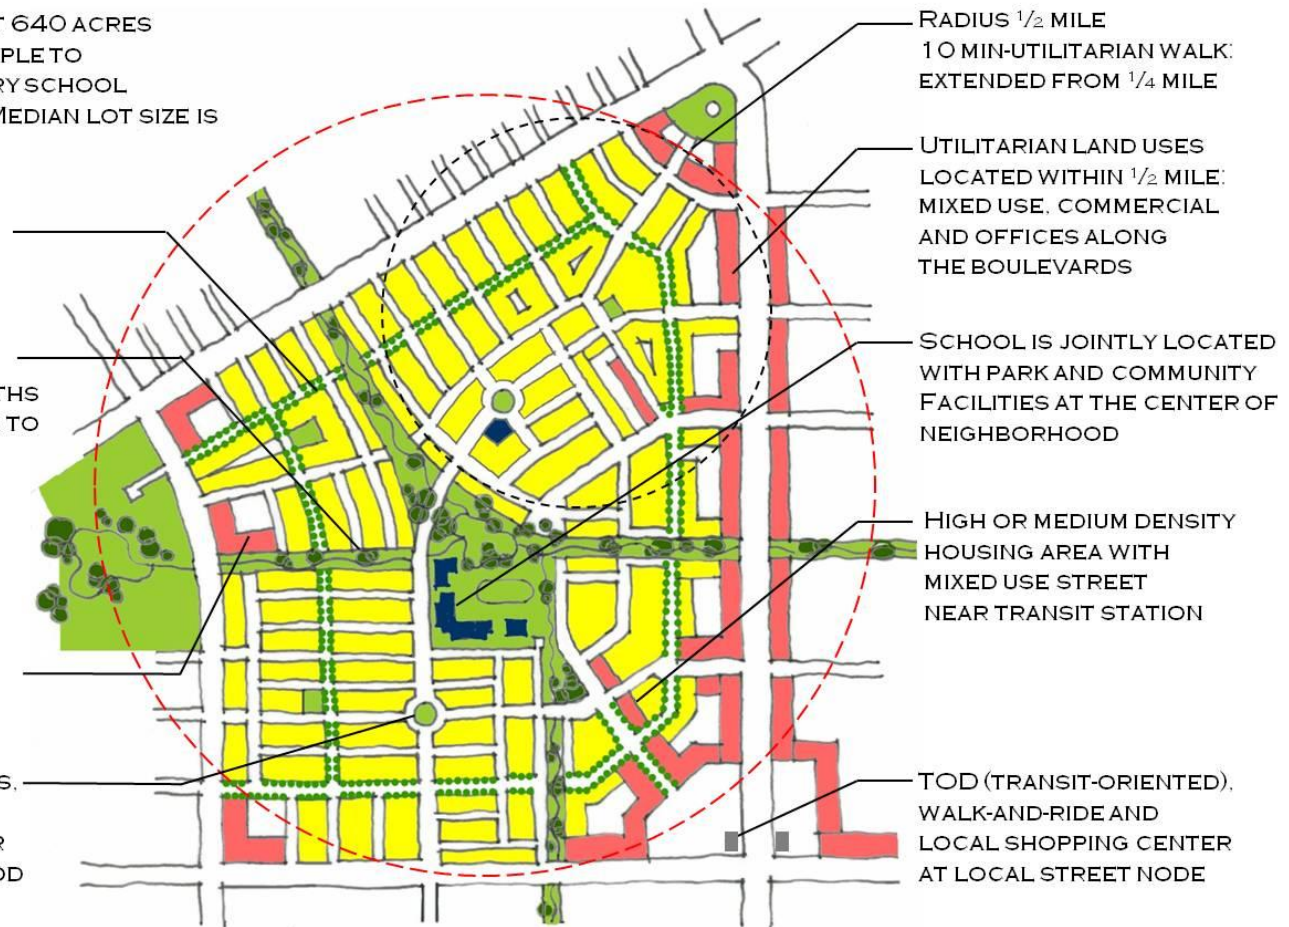 640 ACRES
PLE TO
RY SCHOOL
MEDIAN LOT SIZE IS
THS
TO
S,
R
OD
RADIUS 1/2 MILE
10 MIN-UTILITARIAN WALK:
EXTENDED FROM 1/4 MILE
UTILITARIAN LAND USES
LOCATED WITHIN 1/2 MILE:
MIXED USE, COMMERCIAL
AND OFFICES ALONG
THE BOULEVARDS
SCHOOL IS JOINTLY LOCATED
WITH PARK AND COMMUNITY
FACILITIES AT THE CENTER OF
NEIGHBORHOOD
HIGH OR MEDIUM DENSITY
HOUSING AREA WITH
MIXED USE STREET
NEAR TRANSIT STATION
TOD (TRANSIT-ORIENTED),
WALK-AND-RIDE AND
LOCAL SHOPPING CENTER
AT LOCAL STREET NODE